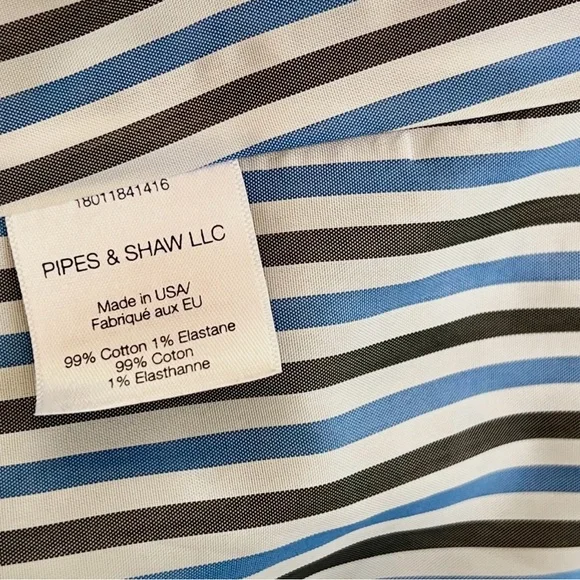 18011841416
PIPES & SHAW LLC
Made in USA/
Fabriqué aux EU
99% Cotton 1% Elastane
99% Coton
1% Elasthanne